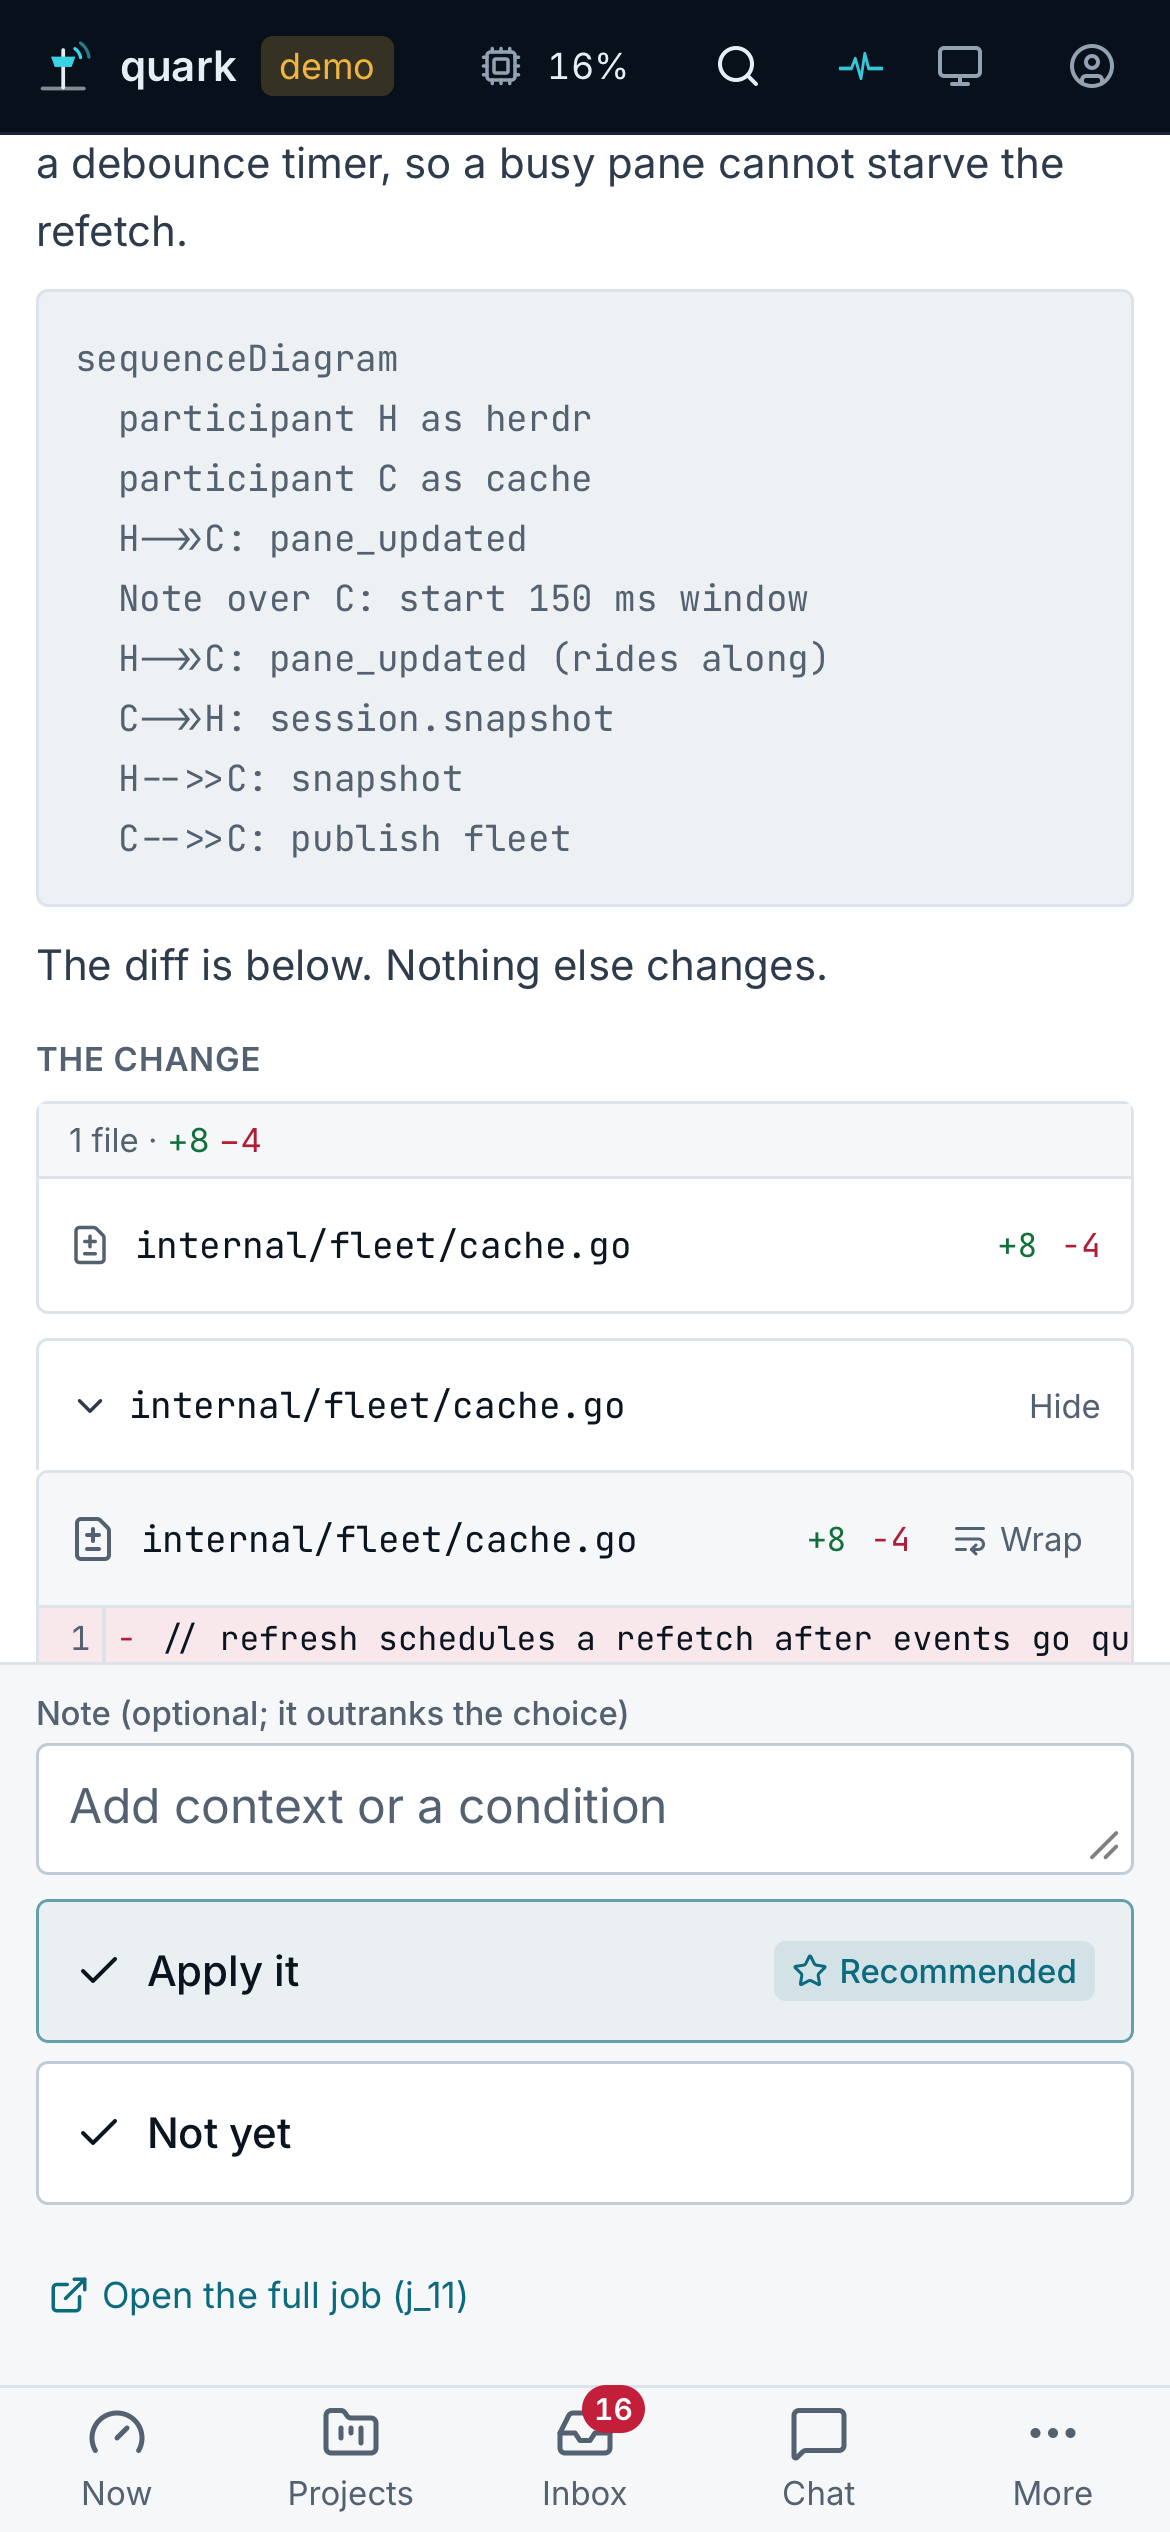 quark demo 16%
a debounce timer, so a busy pane cannot starve the
refetch.
sequenceDiagram
  participant H as herdr
  participant C as cache
  H->>C: pane_updated
  Note over C: start 150 ms window
  H->>C: pane_updated (rides along)
  C->>H: session.snapshot
  H-->>C: snapshot
  C-->>C: publish fleet
The diff is below. Nothing else changes.
THE CHANGE
1 file · +8 −4
internal/fleet/cache.go +8 -4
internal/fleet/cache.go Hide
internal/fleet/cache.go +8 -4 Wrap
1 - // refresh schedules a refetch after events go qu
Note (optional; it outranks the choice)
Add context or a condition
Apply it Recommended
Not yet
Open the full job (j_11)
16
Now Projects Inbox Chat More